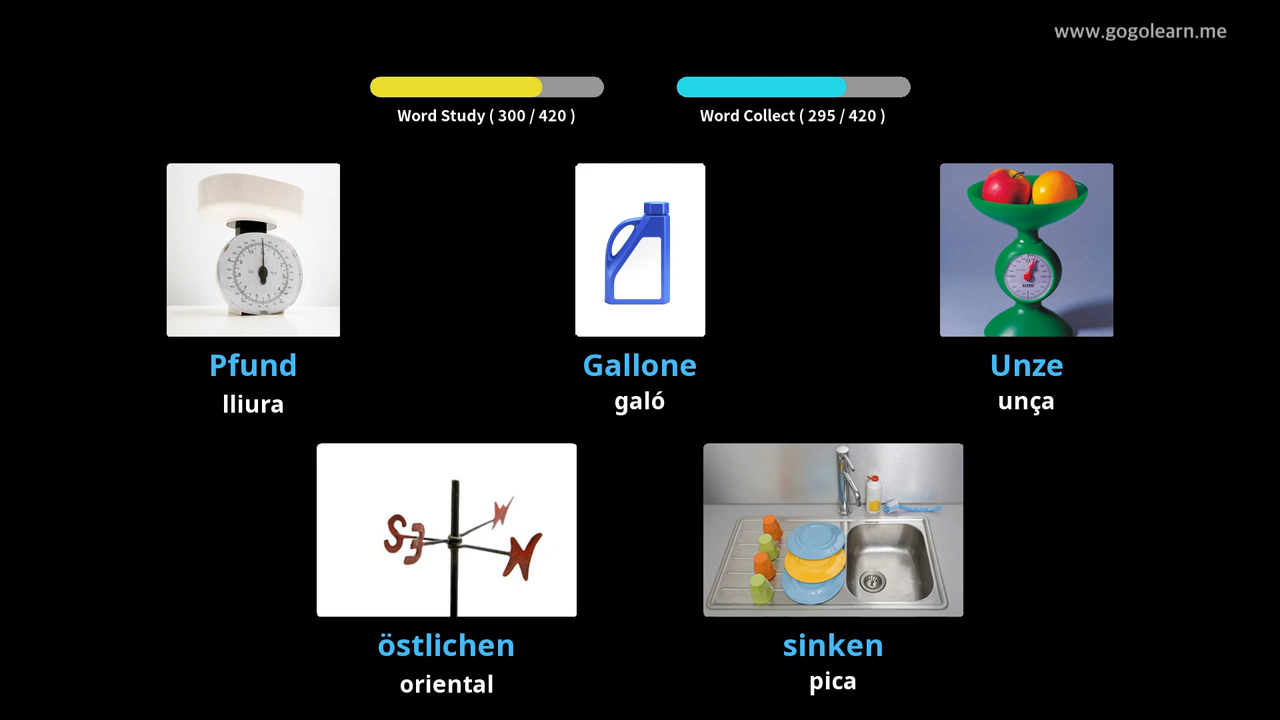 www.gogolearn.me
Word Study ( 300 / 420 )
Word Collect ( 295 / 420 )
Pfund
lliura
Gallone
galó
Unze
unça
S
E
N
östlichen
oriental
sinken
pica